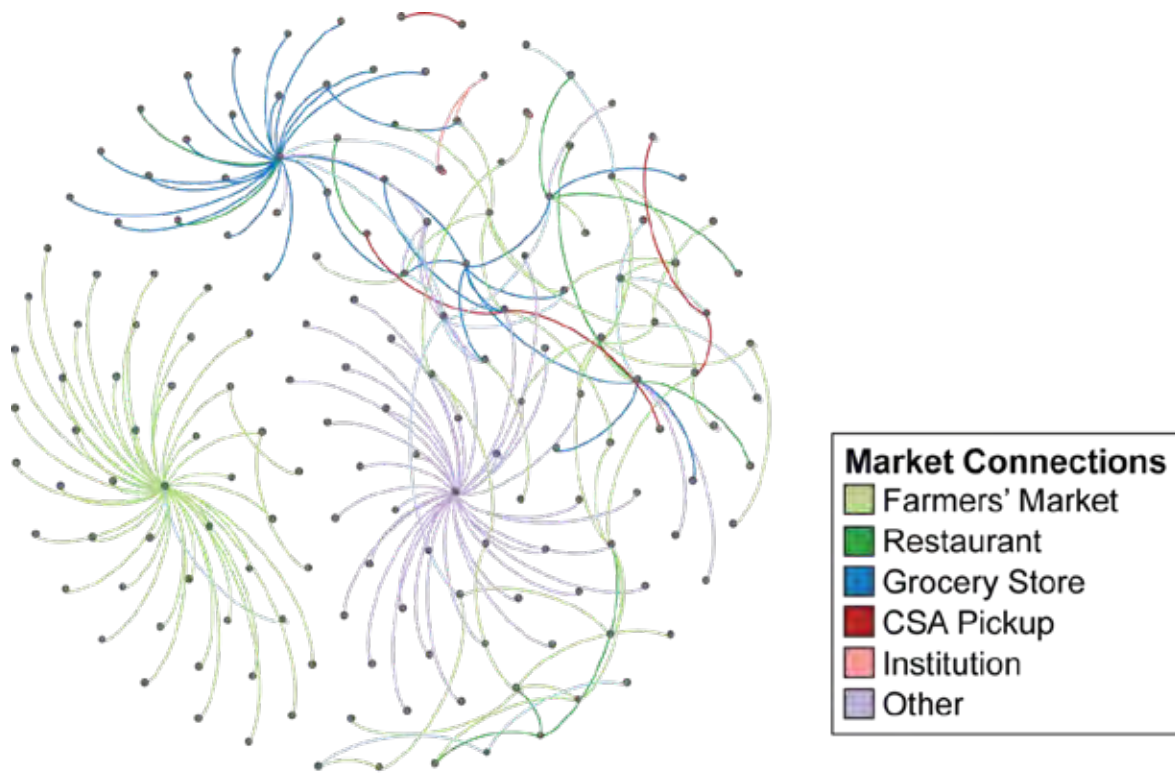 Market Connections
Farmers' Market
Restaurant
Grocery Store
CSA Pickup
Institution
Other